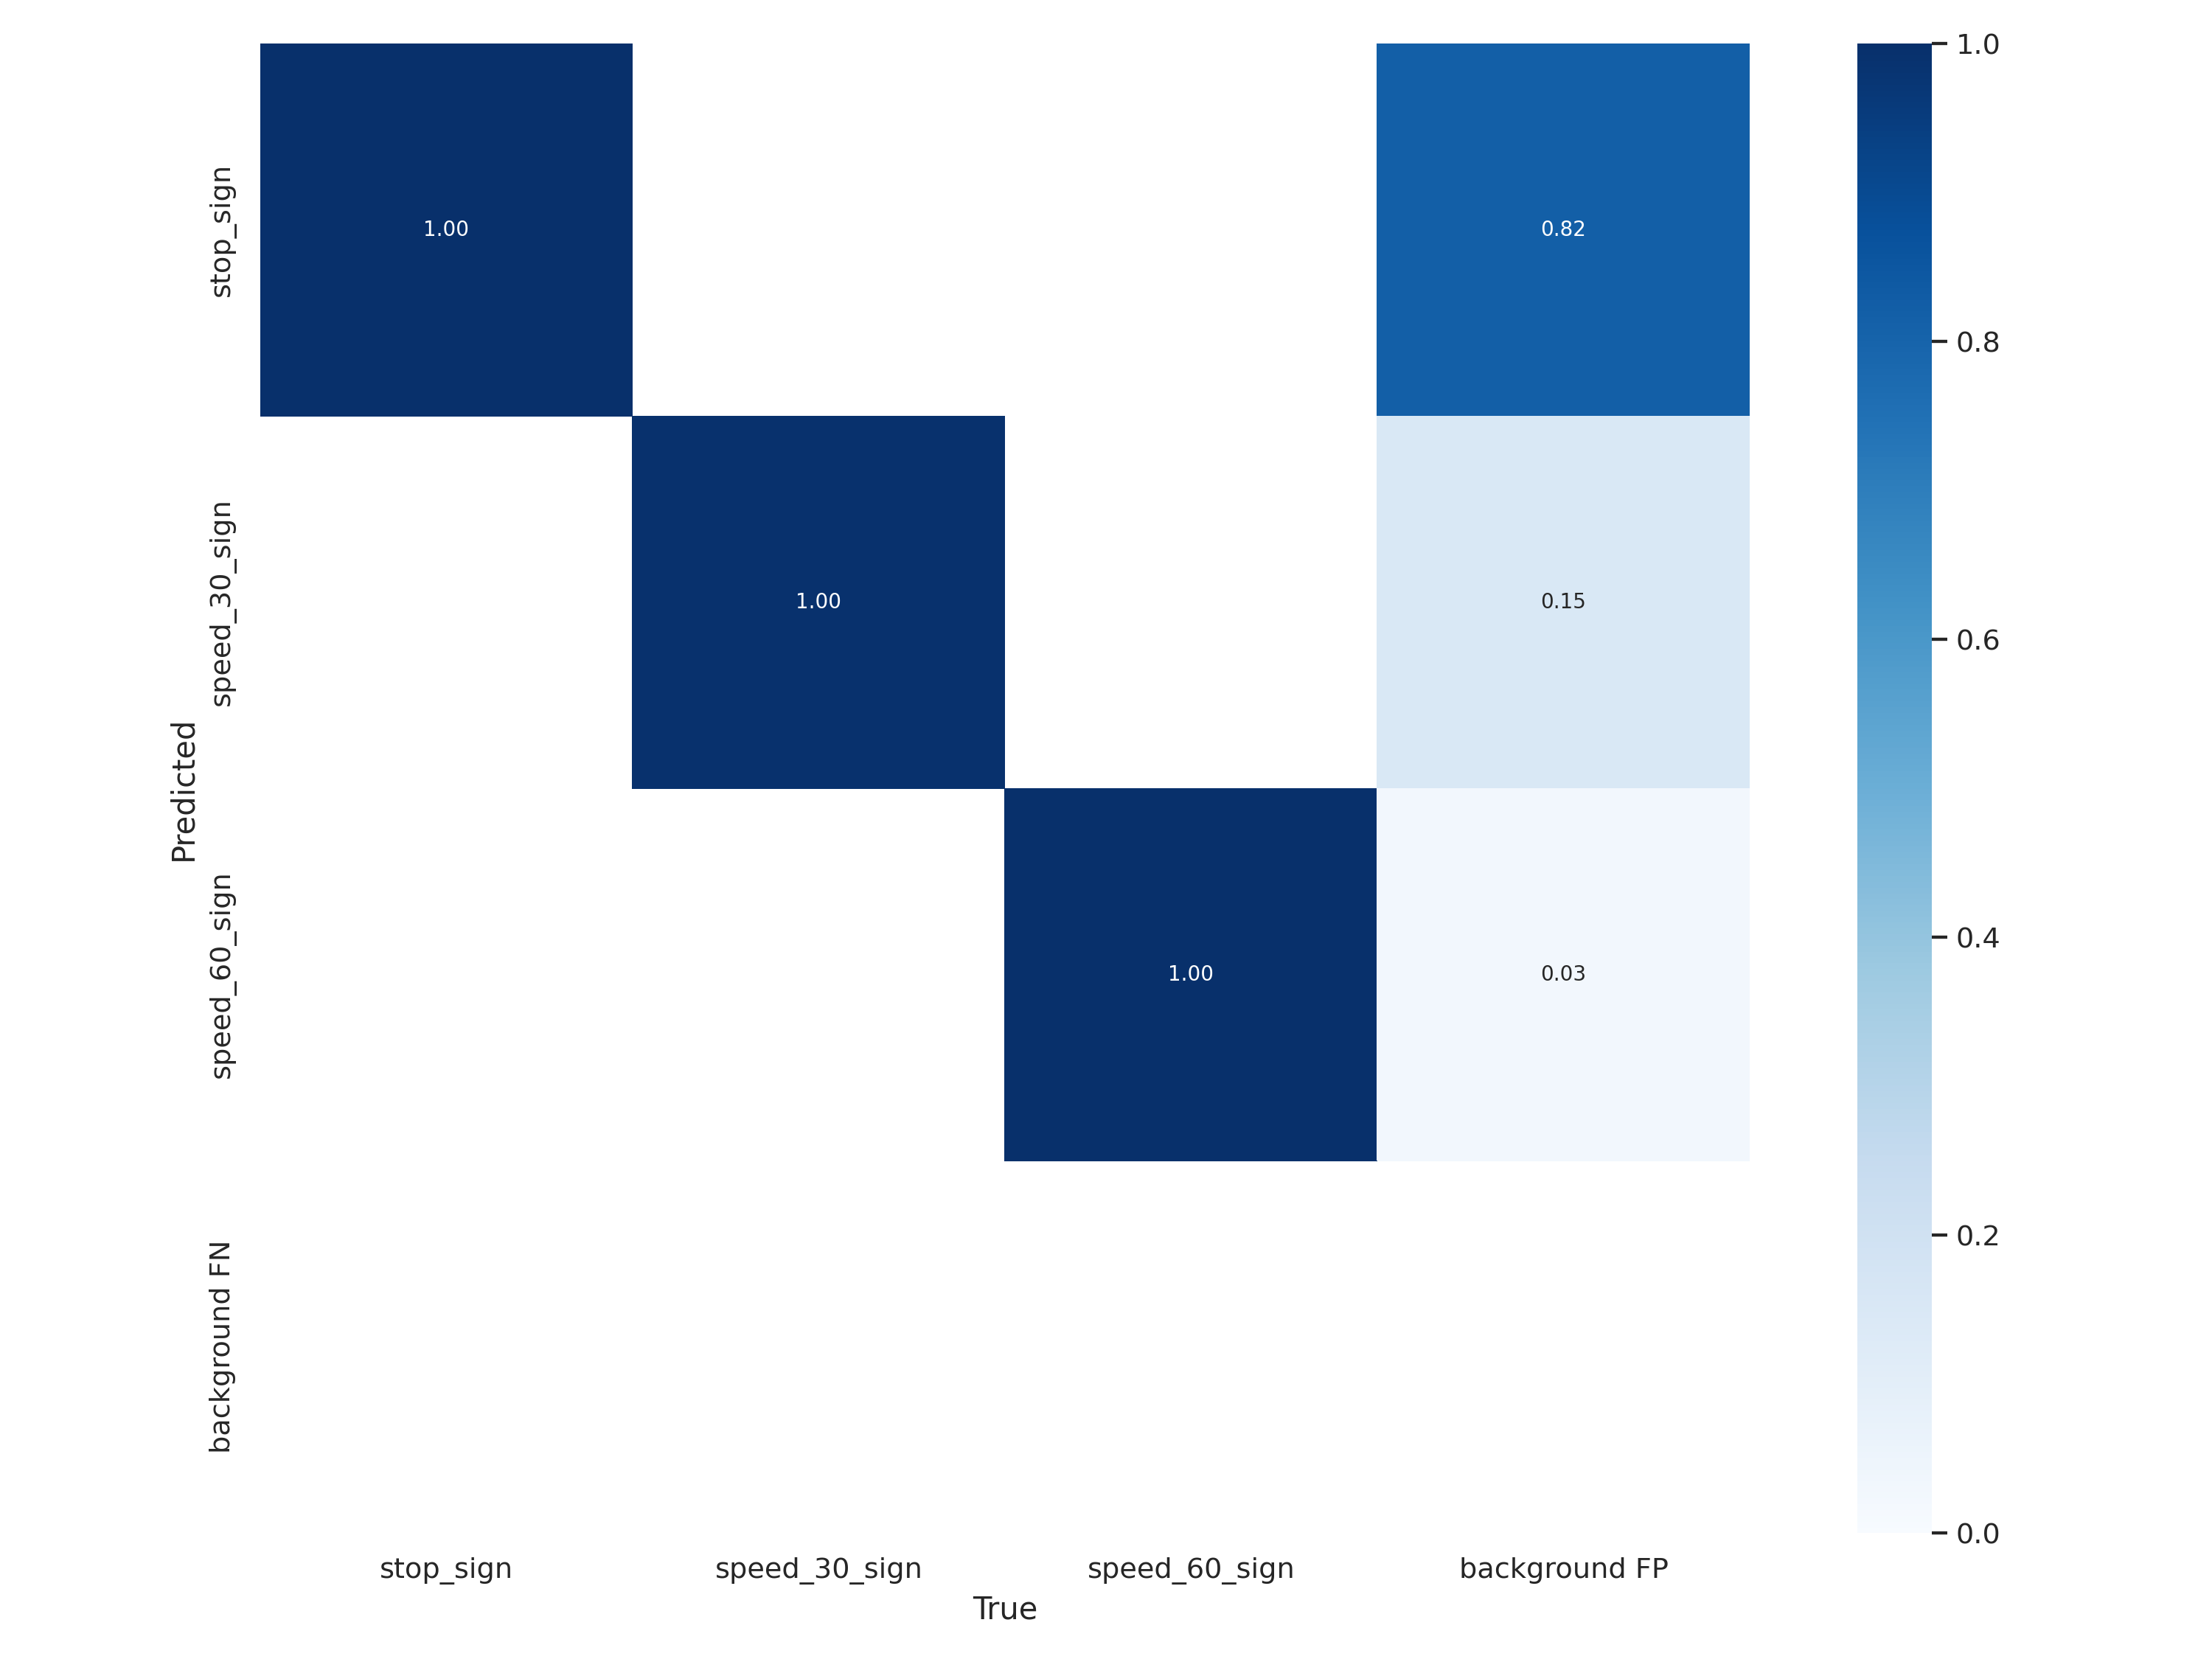 stop_sign
1.00
0.82
speed_30_sign
1.00
0.15
speed_60_sign
1.00
0.03
background FN
Predicted
stop_sign
speed_30_sign
speed_60_sign
background FP
True
1.0
0.8
0.6
0.4
0.2
0.0